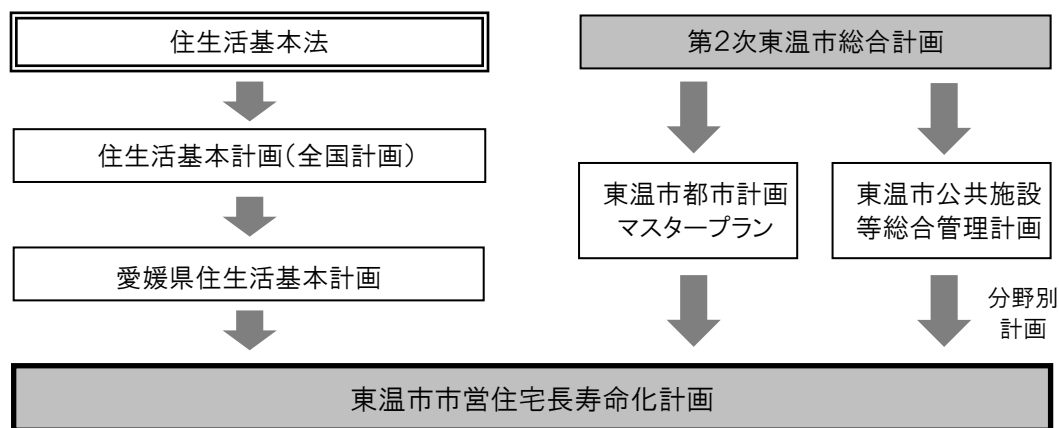 住生活基本法
住生活基本計画（全国計画）
愛媛県住生活基本計画
第２次東温市総合計画
東温市都市計画
マスタープラン
東温市公共施設
等総合管理計画
分野別
計画
東温市市営住宅長寿命化計画